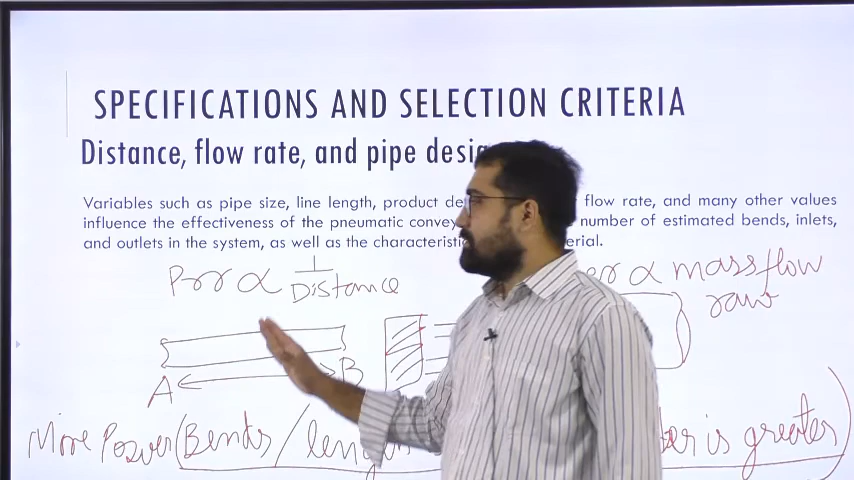 SPECIFICATIONS AND SELECTION CRITERIA
Distance, flow rate, and pipe desig
Variables such as pipe size, line length, product de flow rate, and many other values
influence the effectiveness of the pneumatic convey number of estimated bends, inlets,
and outlets in the system, as well as the characteristi erial.
∝ 1
Distance
er ∝ mass flow
A B
More Power (Bends / leng is greater)